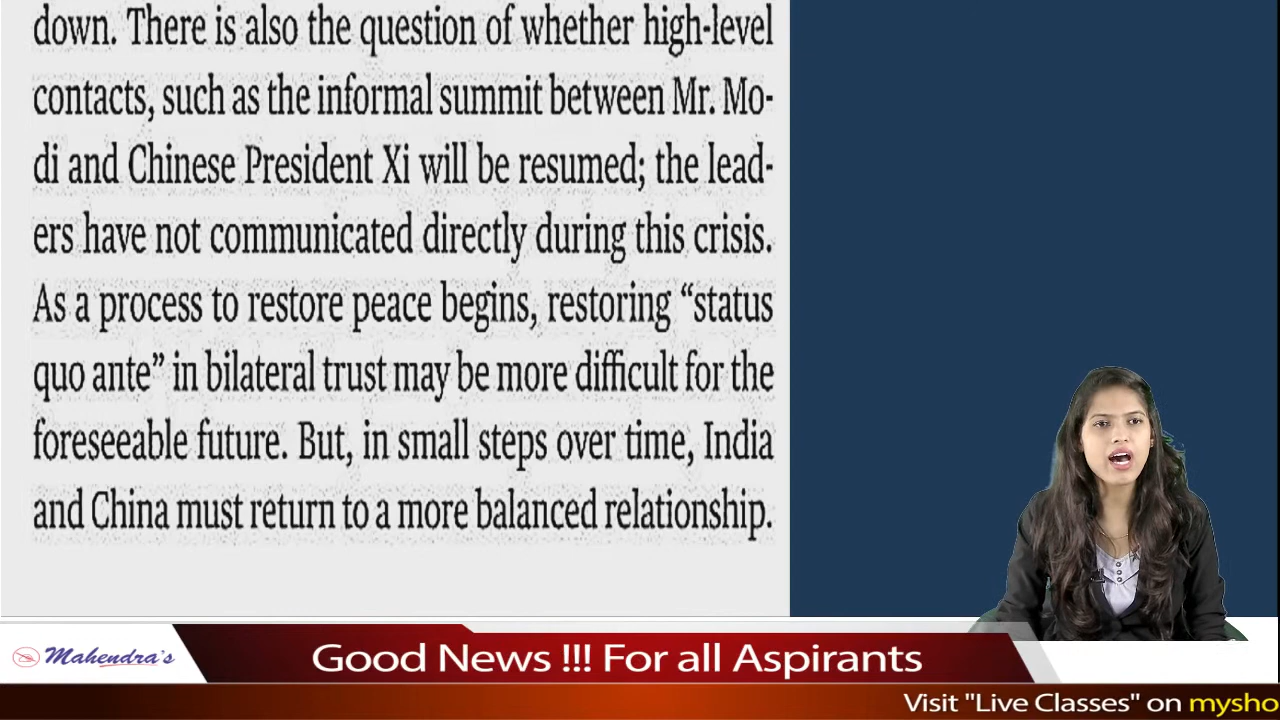 down. There is also the question of whether high-level
contacts, such as the informal summit between Mr. Mo-
di and Chinese President Xi will be resumed; the lead-
ers have not communicated directly during this crisis.
As a process to restore peace begins, restoring “status
quo ante” in bilateral trust may be more difficult for the
foreseeable future. But, in small steps over time, India
and China must return to a more balanced relationship.
Mahendra's
Good News !!! For all Aspirants
Visit "Live Classes" on mysho